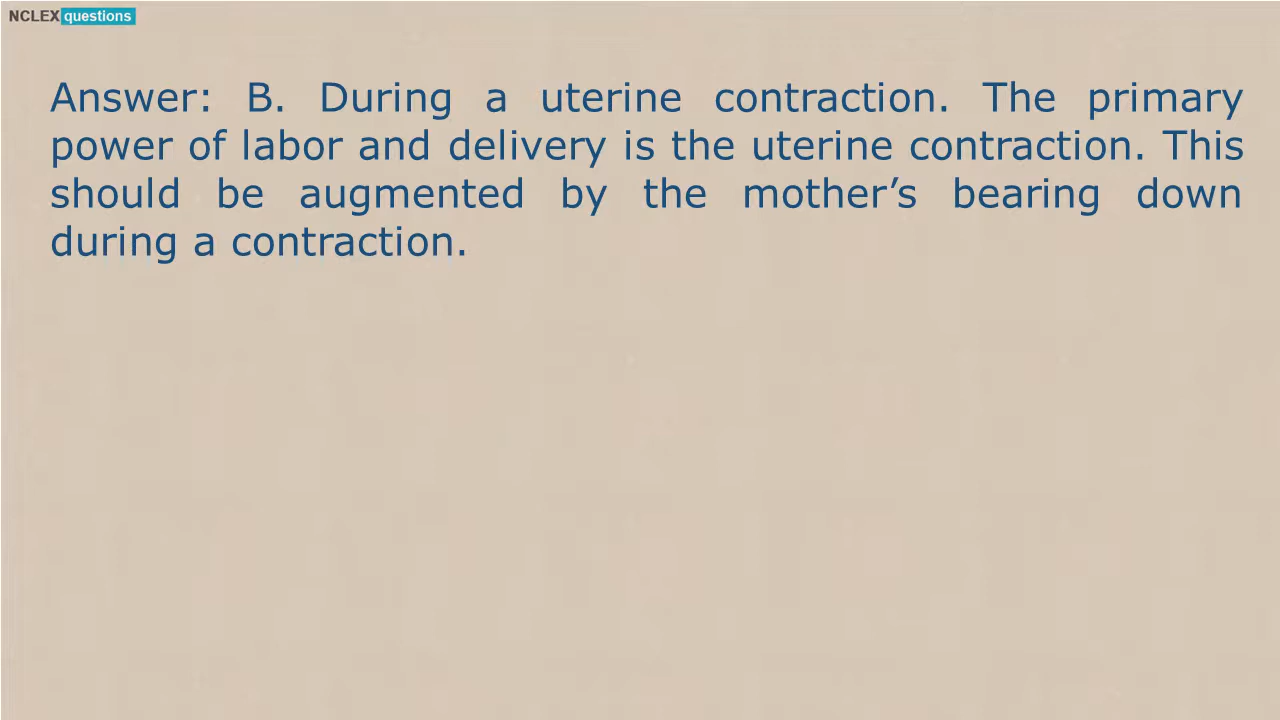 NCLEX questions
Answer: B. During a uterine contraction. The primary
power of labor and delivery is the uterine contraction. This
should be augmented by the mother’s bearing down
during a contraction.